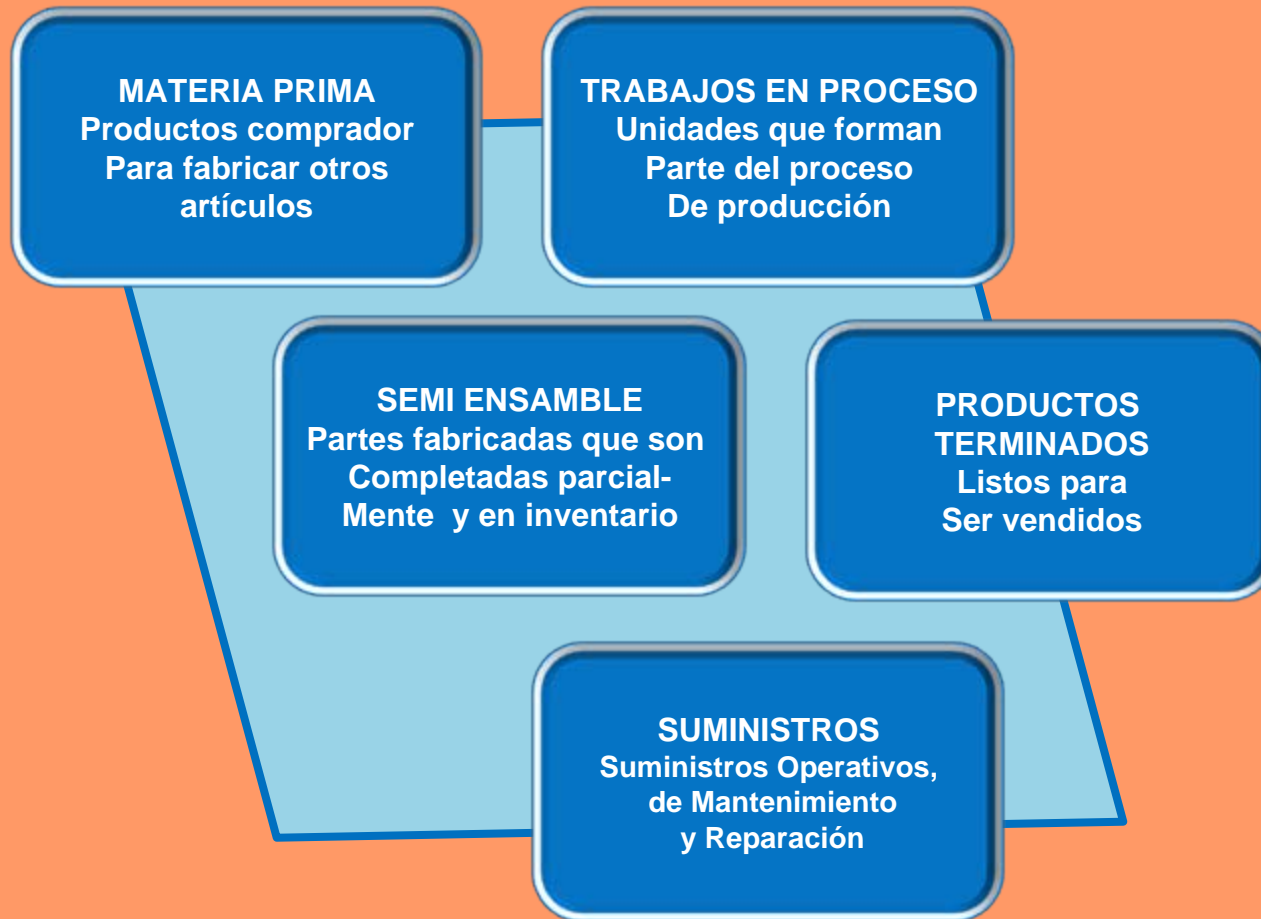 MATERIA PRIMA
Productos comprador
Para fabricar otros
artículos
TRABAJOS EN PROCESO
Unidades que forman
Parte del proceso
De producción
SEMI ENSAMBLE
Partes fabricadas que son
Completadas parcial-
Mente y en inventario
PRODUCTOS
TERMINADOS
Listos para
Ser vendidos
SUMINISTROS
Suministros Operativos,
de Mantenimiento
y Reparación